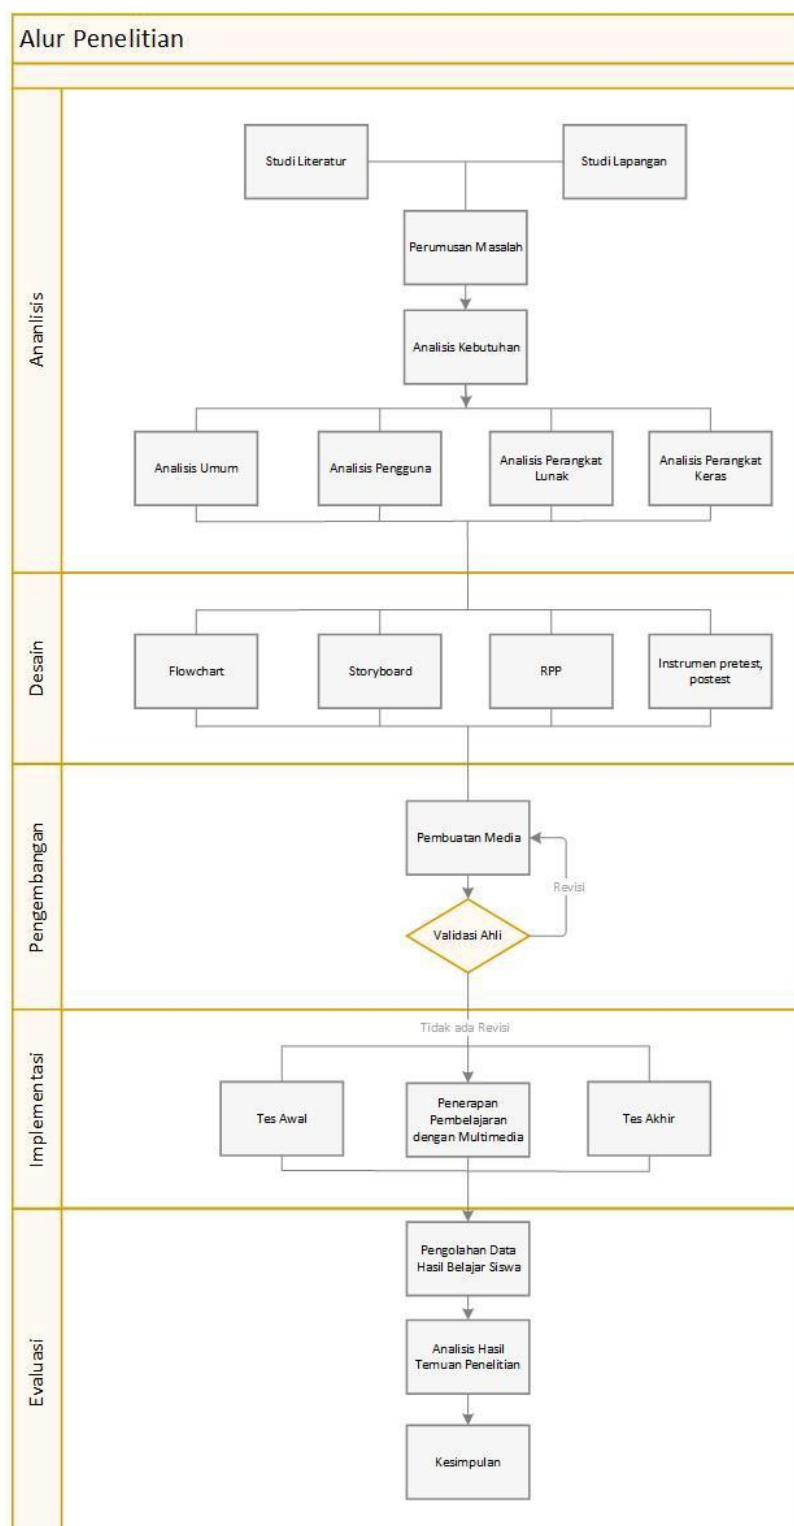 Alur Penelitian
Ananlisis
Studi Literatur
Studi Lapangan
Perumusan Masalah
Analisis Kebutuhan
Analisis Umum
Analisis Pengguna
Analisis Perangkat
Lunak
Analisis Perangkat
Keras
Desain
Flowchart
Storyboard
RPP
Instrumen pretest,
postest
Pengembangan
Pembuatan Media
Revisi
Validasi Ahli
Implementasi
Tidak ada Revisi
Tes Awal
Penerapan
Pembelajaran
dengan Multimedia
Tes Akhir
Evaluasi
Pengolahan Data
Hasil Belajar Siswa
Analisis Hasil
Temuan Penelitian
Kesimpulan